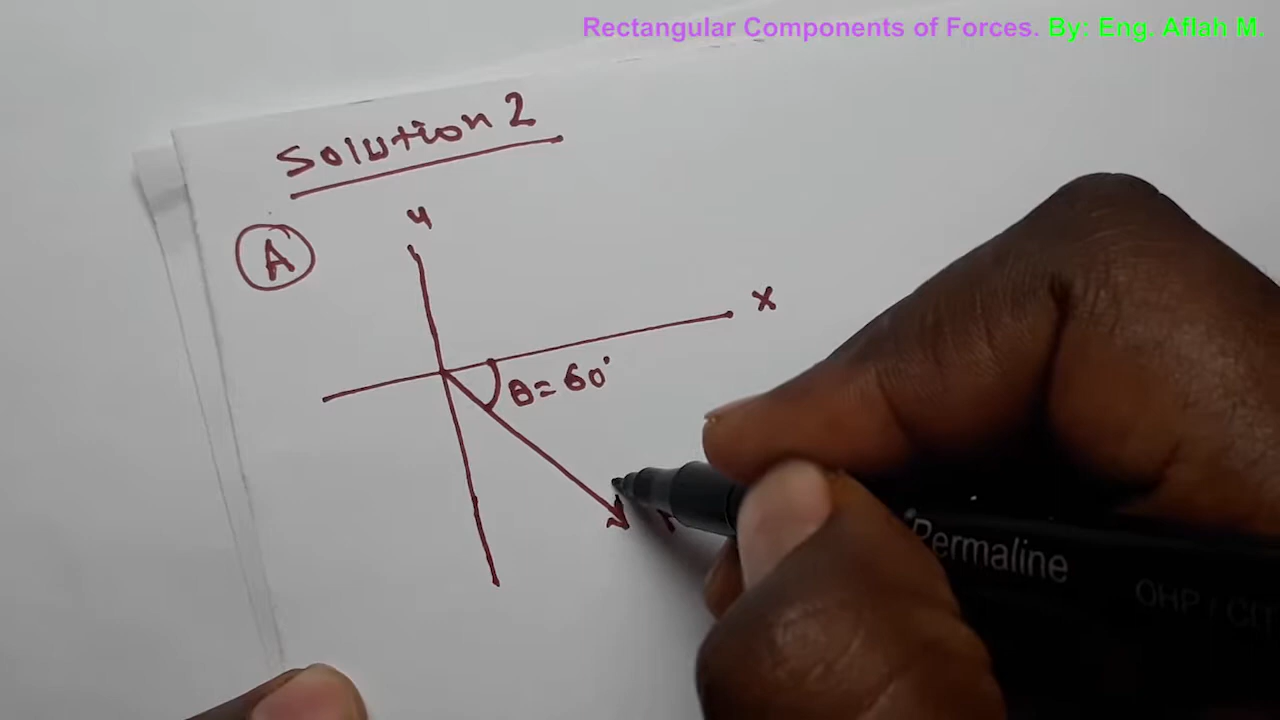 Rectangular Components of Forces. By: Eng. Aflah M.
Solution 2
A
y
x
θ = 60°
Permaline